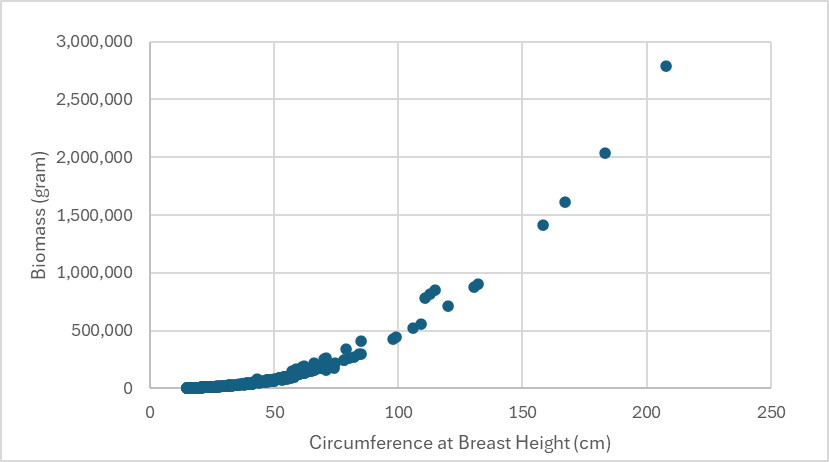 3,000,000
2,500,000
2,000,000
1,500,000
1,000,000
500,000
0
Biomass (gram)
0 50 100 150 200 250
Circumference at Breast Height (cm)